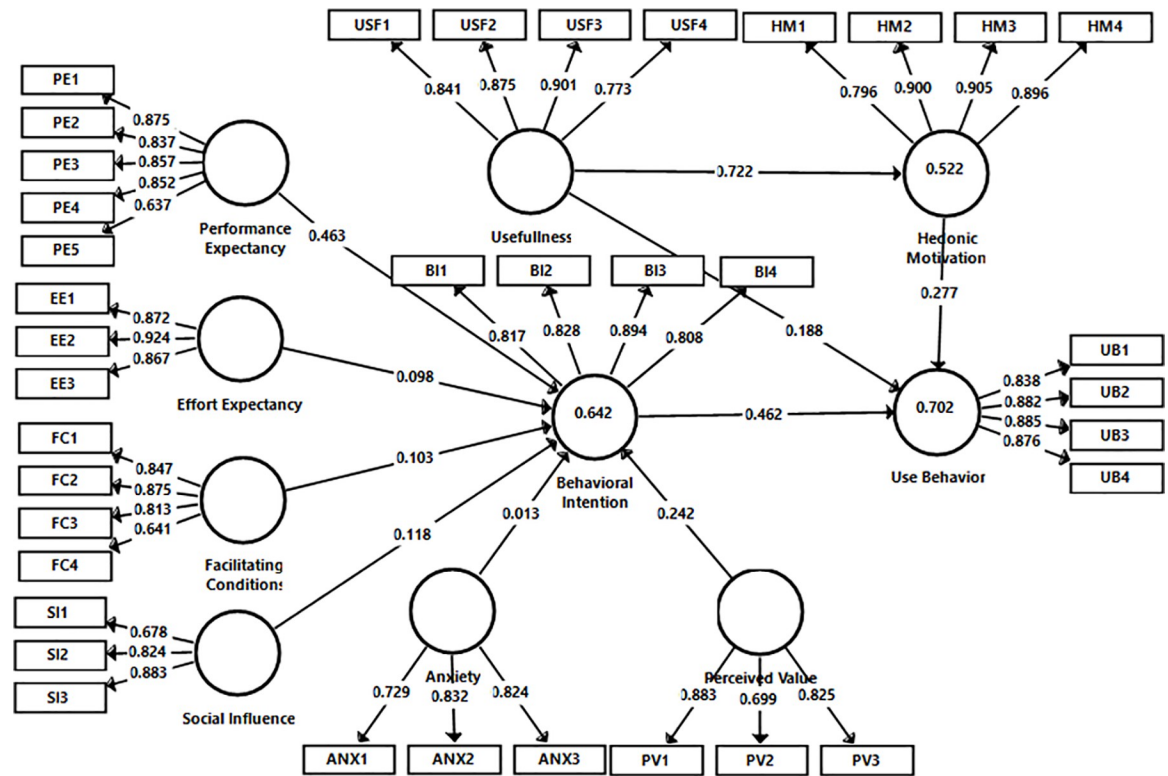 USF1 USF2 USF3 USF4
HM1 HM2 HM3 HM4
0.841 0.875 0.901 0.773
0.796 0.900 0.905 0.896
PE1
PE2
PE3
PE4
PE5
0.875
0.837
0.857
0.852
0.637
Performance
Expectancy
0.463
Usefullness
0.722
0.522
Hedonic
Motivation
0.277
0.188
BI1 BI2 BI3 BI4
0.817 0.828 0.894 0.808
EE1
EE2
EE3
0.872
0.924
0.867
Effort Expectancy
0.098
0.642
Behavioral
Intention
0.462
0.702
Use Behavior
0.838
0.882
0.885
0.876
UB1
UB2
UB3
UB4
FC1
FC2
FC3
FC4
0.847
0.875
0.813
0.641
Facilitating
Conditions
0.103
SI1
SI2
SI3
0.678
0.824
0.883
Social Influence
0.118
0.013
0.242
Anxiety
0.729 0.832 0.824
ANX1 ANX2 ANX3
Perceived Value
0.883 0.699 0.825
PV1 PV2 PV3